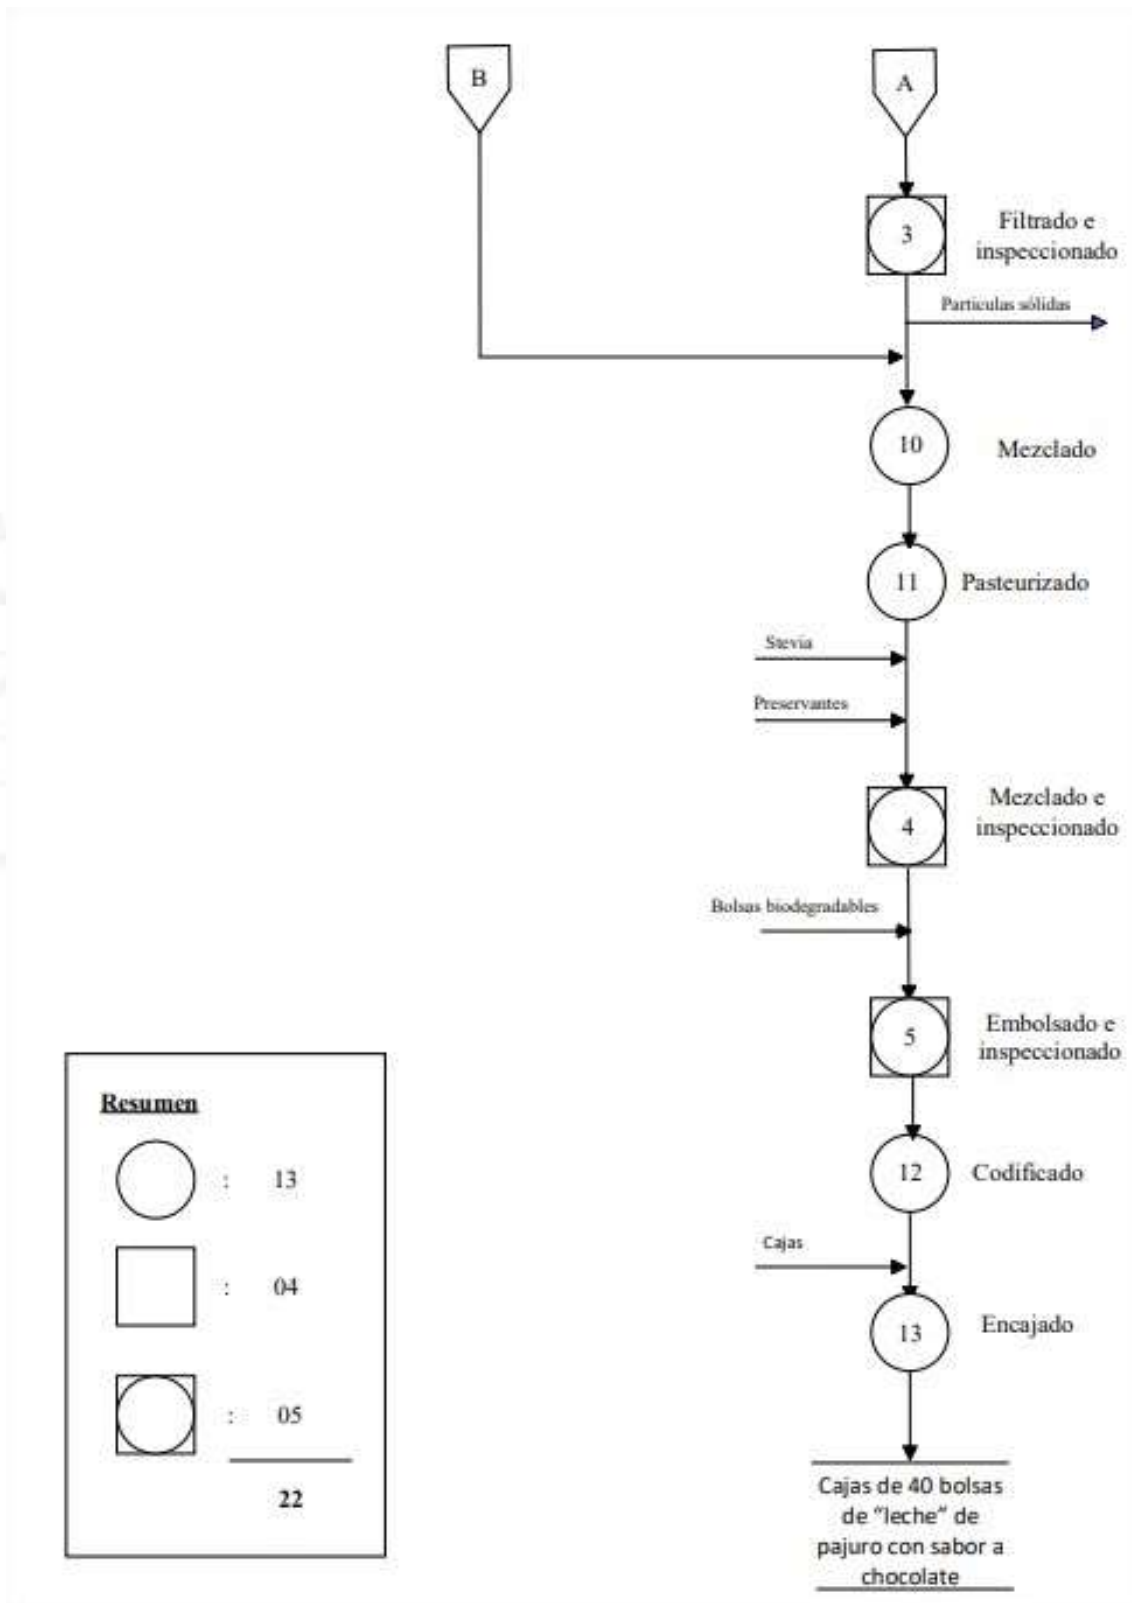 B
A
3
Filtrado e
inspeccionado
Particulas sólidas
10
Mezclado
11
Pasteurizado
Stevia
Preservantes
4
Mezclado e
inspeccionado
Bolsas biodegradables
5
Embolsado e
inspeccionado
12
Codificado
Cajas
13
Encajado
Cajas de 40 bolsas
de "leche" de
pajuro con sabor a
chocolate
Resumen
: 13
: 04
: 05
22